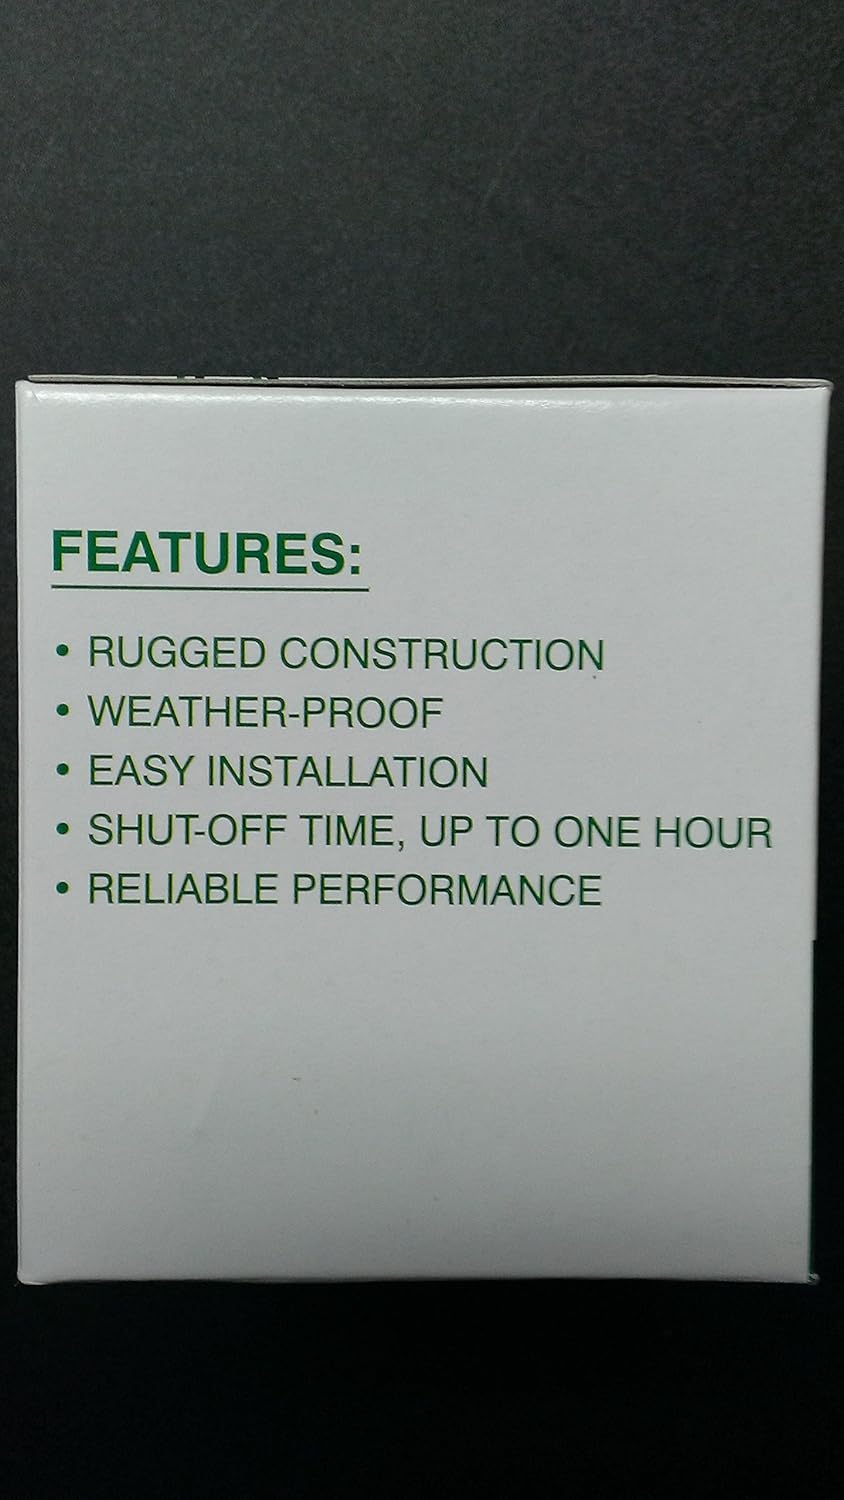 FEATURES:
• RUGGED CONSTRUCTION
• WEATHER-PROOF
• EASY INSTALLATION
• SHUT-OFF TIME, UP TO ONE HOUR
• RELIABLE PERFORMANCE